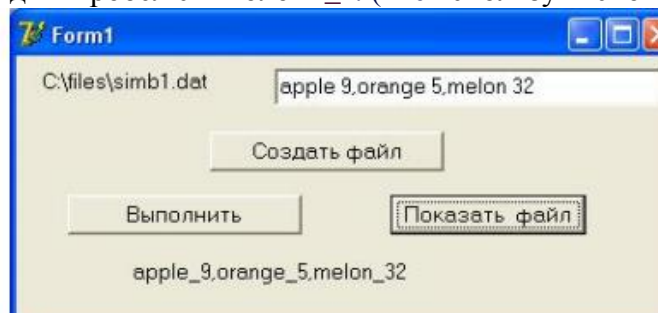 Form1
C:\files\simb1.dat apple 9,orange 5,melon 32
Создать файл
Выполнить Показать файл
apple_9,orange_5,melon_32